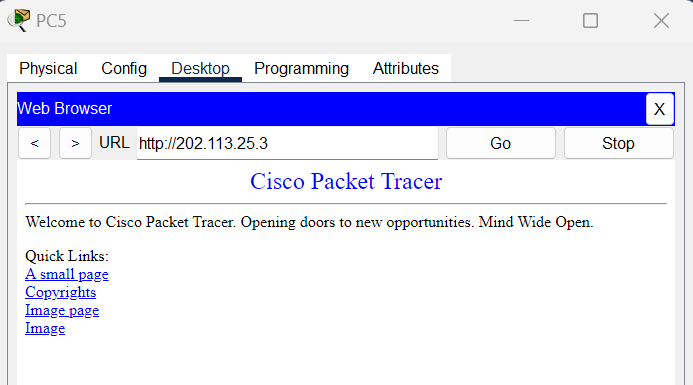 PC5
Physical Config Desktop Programming Attributes
Web Browser X
< > URL http://202.113.25.3 Go Stop
Cisco Packet Tracer
Welcome to Cisco Packet Tracer. Opening doors to new opportunities. Mind Wide Open.
Quick Links:
A small page
Copyrights
Image page
Image